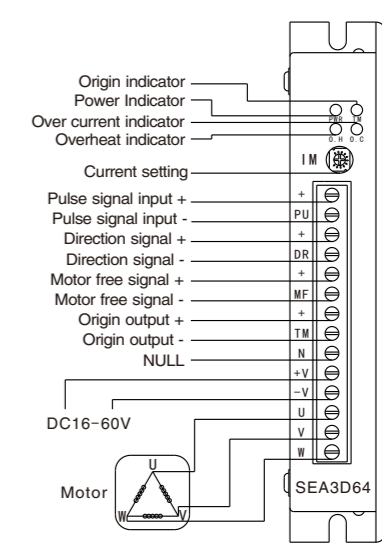 Origin indicator
Power Indicator
Over current indicator
Overheat indicator
PWR TM
O.H O.C
Current setting
IM
Pulse signal input +
+
Pulse signal input -
PU
Direction signal +
+
Direction signal -
DR
Motor free signal +
+
Motor free signal -
MF
Origin output +
+
Origin output -
TM
NULL
N
+V
-V
DC16-60V
U
V
W
Motor
U
W
V
SEA3D64